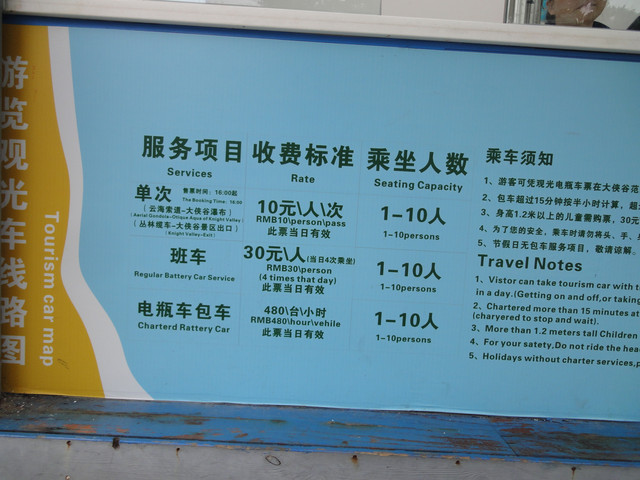 游览观光车线路图
Tourism car map
服务项目 收费标准 乘坐人数
Services Rate Seating Capacity
单次 售票时间：16:00起
The Booking Time: 16:00
（云海索道-大侠谷瀑布）
(Aerial Gondola-Oblique Aqua of Knight Valley)
（丛林缆车-大侠谷景区出口）
(Knight Valley-Exit)
10元\人\次
RMB10\person\pass
此票当日有效
1-10人
1-10persons
班车
Regular Battery Car Service
30元\人(当日4次乘坐)
RMB30\person
(4 times that day)
此票当日有效
1-10人
1-10persons
电瓶车包车
Charterd Rattery Car
480\台\小时
RMB480\hour\vehile
此票当日有效
1-10人
1-10persons
乘车须知
1、游客可凭观光电瓶车票在大侠谷范
2、包车超过15分钟按半小时计算，超
3、身高1.2米以上的儿童需购票，30元
4、为了您的安全，乘车时请勿将头、手、
5、节假日无包车服务项目，敬请谅解。
Travel Notes
1、Vistor can take tourism car with
in a day.(Getting on and off,or taking
2、Chartered more than 15 minutes at
(charyered to stop and wait).
3、More than 1.2 meters tall Children
4、For your satety,Do not ride the hea
5、Holidays without charter services,p